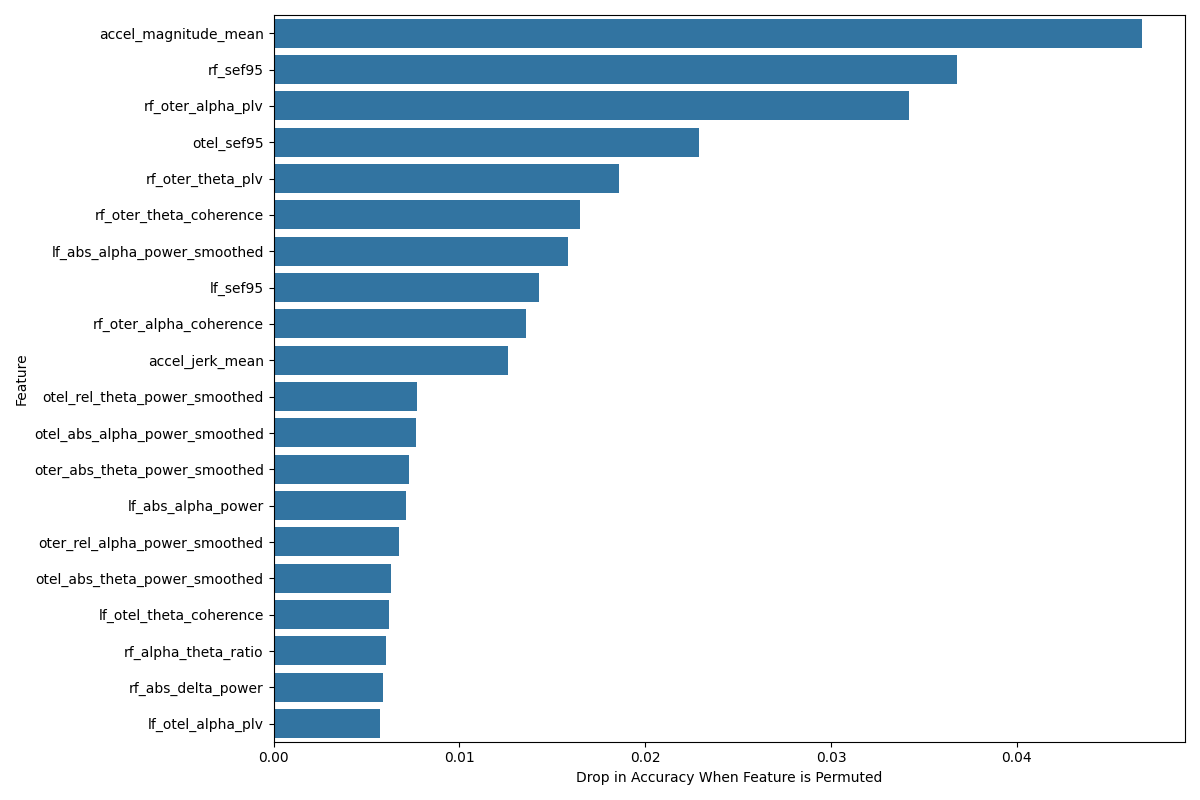 accel_magnitude_mean
rf_sef95
rf_oter_alpha_plv
otel_sef95
rf_oter_theta_plv
rf_oter_theta_coherence
lf_abs_alpha_power_smoothed
lf_sef95
rf_oter_alpha_coherence
accel_jerk_mean
otel_rel_theta_power_smoothed
otel_abs_alpha_power_smoothed
oter_abs_theta_power_smoothed
lf_abs_alpha_power
oter_rel_alpha_power_smoothed
otel_abs_theta_power_smoothed
lf_otel_theta_coherence
rf_alpha_theta_ratio
rf_abs_delta_power
lf_otel_alpha_plv
Feature
0.00 0.01 0.02 0.03 0.04
Drop in Accuracy When Feature is Permuted